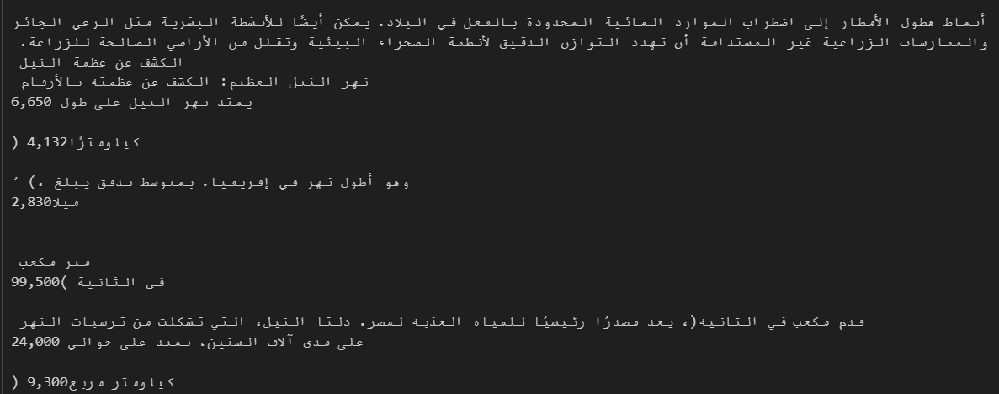 أنماط هطول الأمطار إلى اضطراب الموارد المائية المحدودة بالفعل في البلاد. يمكن أيضًا للأنشطة البشرية مثل الرعي الجائر
والممارسات الزراعية غير المستدامة أن تهدد التوازن الدقيق لأنظمة الصحراء البيئية وتقلل من الأراضي الصالحة للزراعة.
الكشف عن عظمة النيل
نهر النيل العظيم: الكشف عن عظمته بالأرقام
يمتد نهر النيل على طول 6,650
كيلومترًا4,132 (
وهو أطول نهر في إفريقيا. بمتوسط تدفق يبلغ ،) ً
ميلا2,830
متر مكعب
في الثانية )99,500
قدم مكعب في الثانية(، يعد مصدرًا رئيسيًا للمياه العذبة لمصر. دلتا النيل، التي تشكلت من ترسبات النهر
على مدى آلاف السنين، تمتد على حوالي 24,000
كيلومتر مربع9,300 (